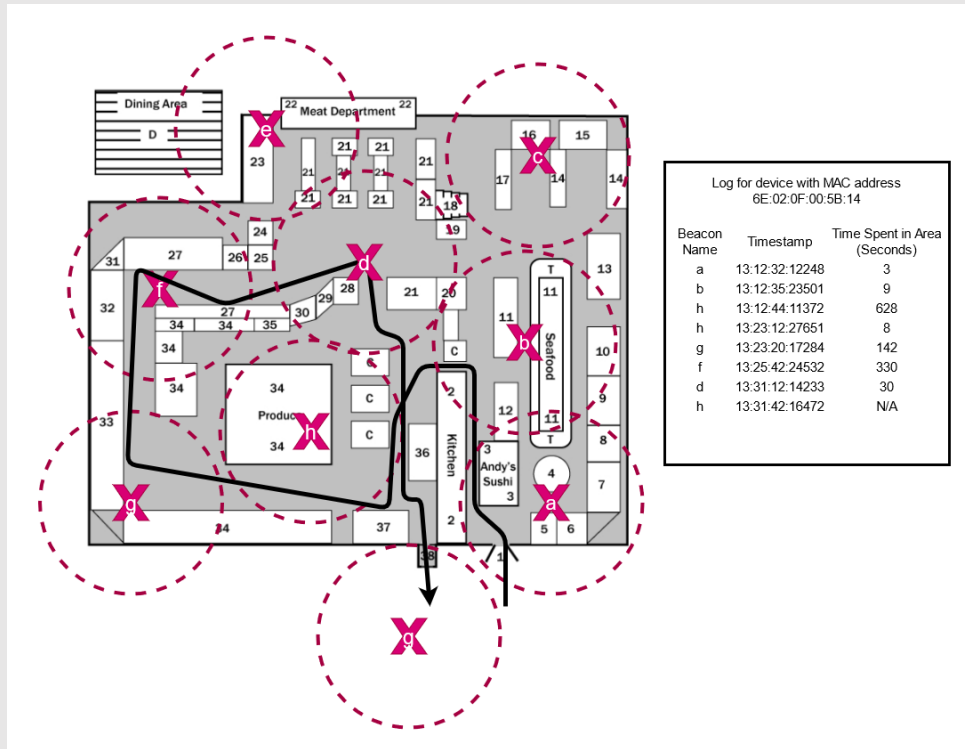 Dining Area
D
22 Meat Department 22
e
23
21 21 21
21 21 21
21 21 21
21
21
18
19
16 15
c
17 14 14
24
26 25
27
31
32
33
f
27
34 34 35 30 29 28
34
34
d
21 20
C
C
C
C
34
Produc
34
h
36
2
Kitchen
2
T
11
Seafood
11
T
11
b
12
13
10
9
8
7
3
Andy's
Sushi
3
4
a
5 6
g
34
37
38
1
g
Log for device with MAC address
6E:02:0F:00:5B:14
Beacon Name Timestamp Time Spent in Area (Seconds)
a 13:12:32:12248 3
b 13:12:35:23501 9
h 13:12:44:11372 628
h 13:23:12:27651 8
g 13:23:20:17284 142
f 13:25:42:24532 330
d 13:31:12:14233 30
h 13:31:42:16472 N/A